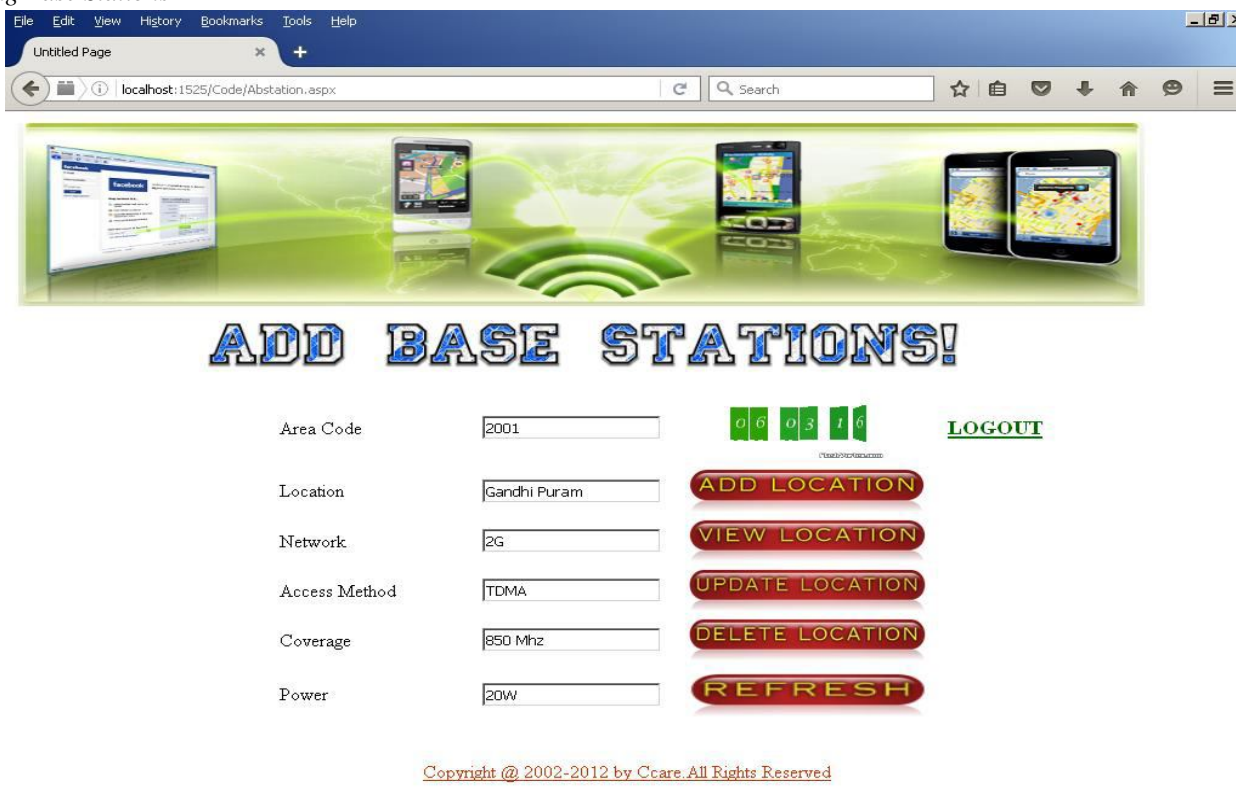 File Edit View History Bookmarks Tools Help
Untitled Page
localhost:1525/Code/Abstation.aspx
Search
facebook
ADD BASE STATIONS!
Area Code 2001 06 03 16 LOGOUT
Location Gandhi Puram ADD LOCATION
Network 2G VIEW LOCATION
Access Method TDMA UPDATE LOCATION
Coverage 850 Mhz DELETE LOCATION
Power 20W REFRESH
Copyright @ 2002-2012 by Ccare.All Rights Reserved